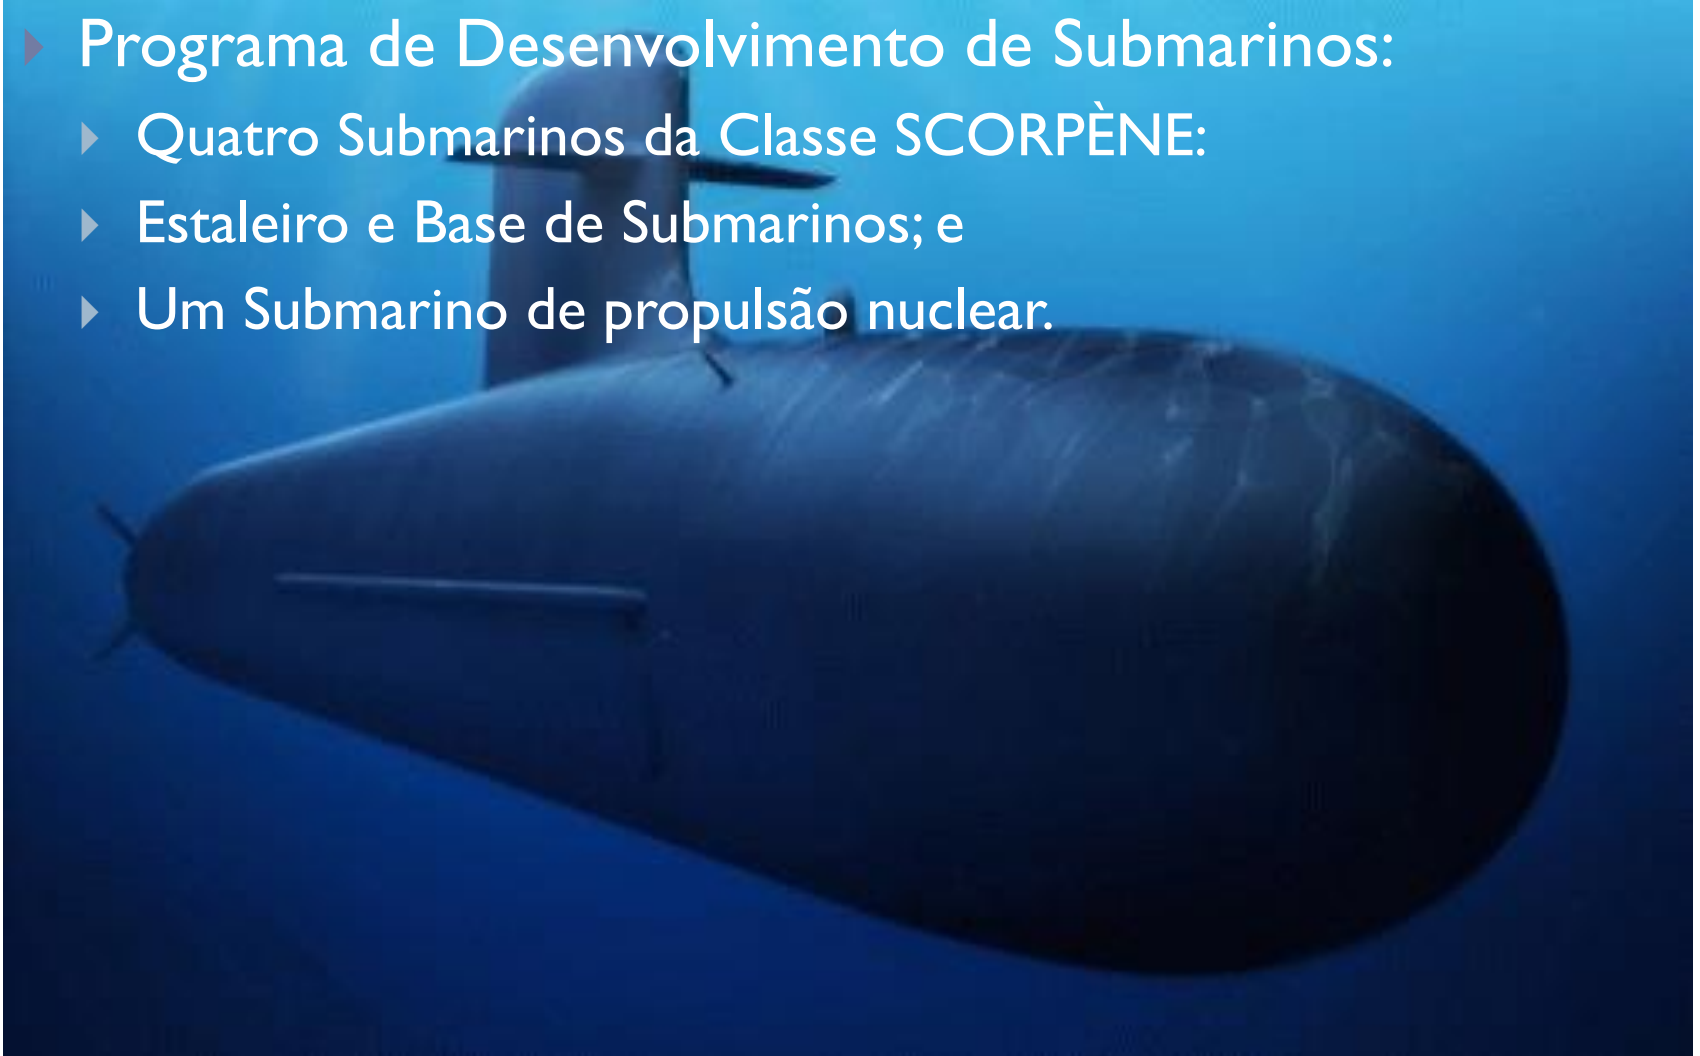 Programa de Desenvolvimento de Submarinos:
Quatro Submarinos da Classe SCORPÈNE:
Estaleiro e Base de Submarinos; e
Um Submarino de propulsão nuclear.